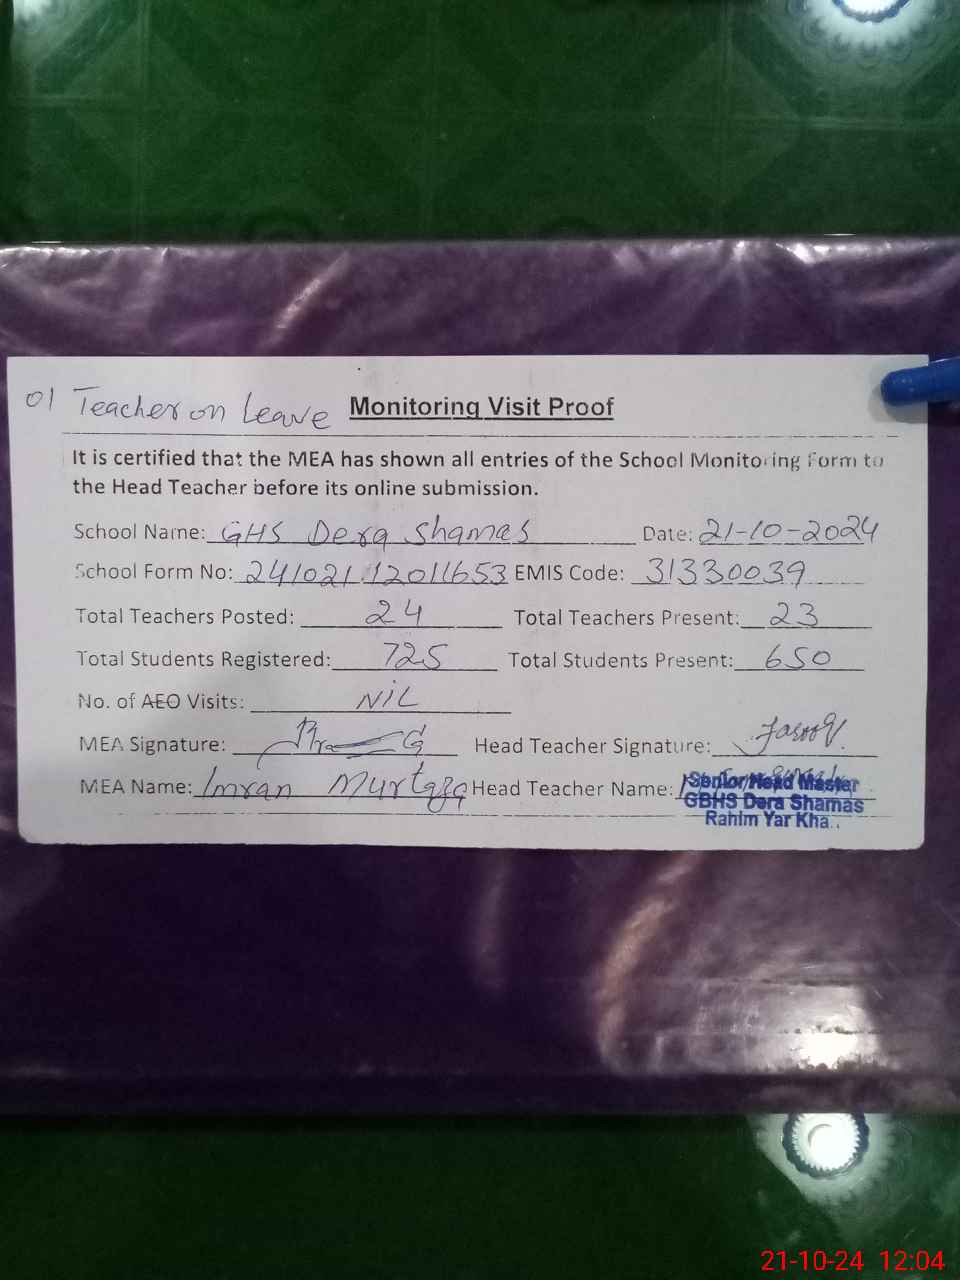 01 Teacher on Leave Monitoring Visit Proof
It is certified that the MEA has shown all entries of the School Monitoring Form to
the Head Teacher before its online submission.
School Name: GHS Dera Shamas Date: 21-10-2024
School Form No: 24102112011653 EMIS Code: 31330039
Total Teachers Posted: 24 Total Teachers Present: 23
Total Students Registered: 725 Total Students Present: 650
No. of AEO Visits: NiL
MEA Signature: Head Teacher Signature: Farooq
MEA Name: Imran Murtaza Head Teacher Name:
Senior Head Master
GBHS Dera Shamas
Rahim Yar Kha..
21-10-24 12:04